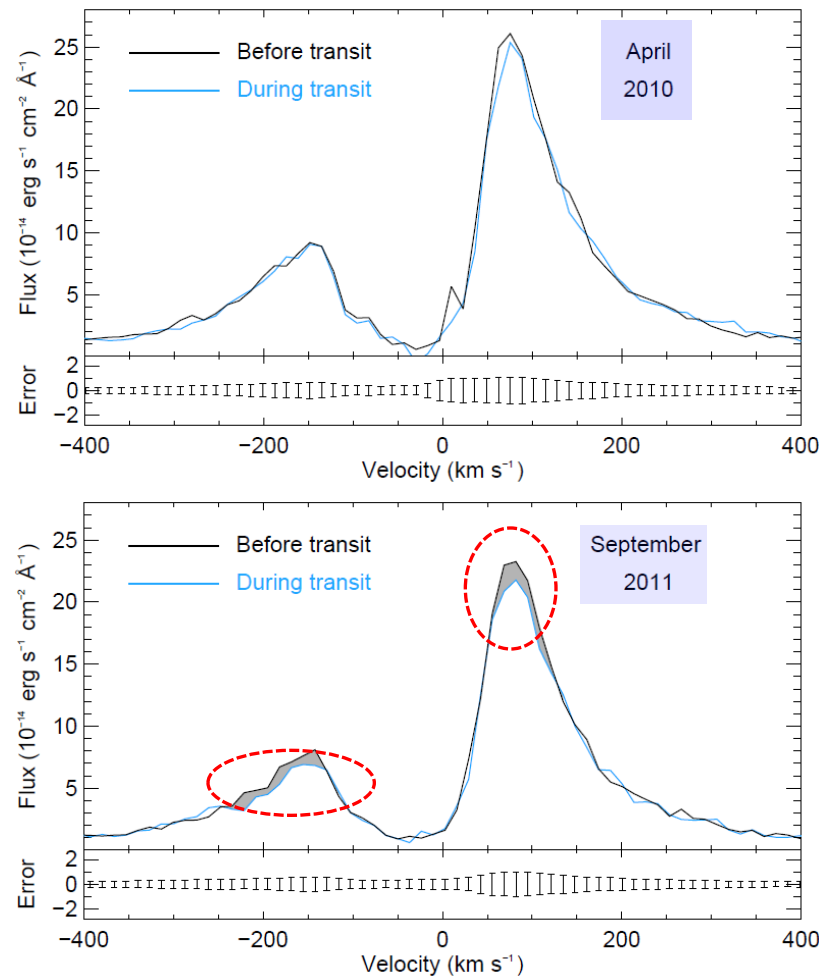 Before transit
During transit
April
2010
Flux (10⁻¹⁴ erg s⁻¹ cm⁻² Å⁻¹)
25
20
15
10
5
Error
2
0
−2
−400
−200
0
200
400
Velocity (km s⁻¹)
Before transit
During transit
September
2011
Flux (10⁻¹⁴ erg s⁻¹ cm⁻² Å⁻¹)
25
20
15
10
5
Error
2
0
−2
−400
−200
0
200
400
Velocity (km s⁻¹)